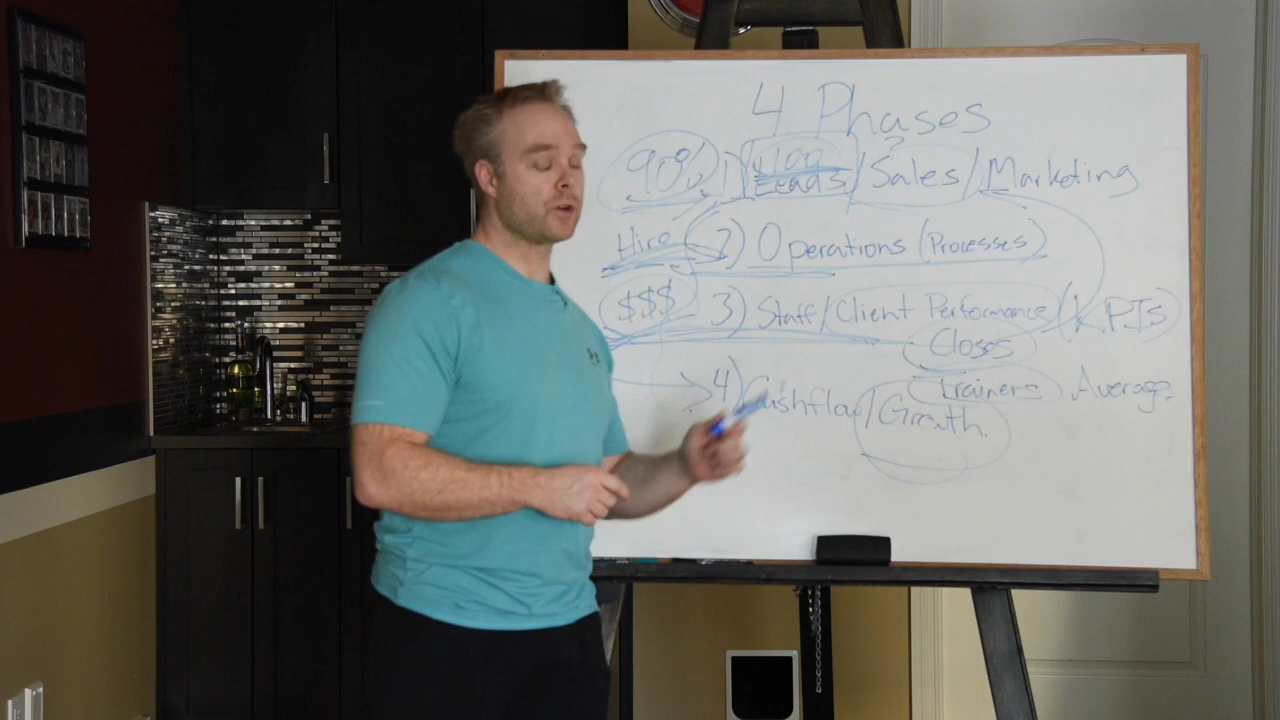 4 Phases
90% 1) 100 Leads/Sales/Marketing
Hire 2) Operations (Processes)
$$$ 3) Staff/Client Performance/KPIs
Closes
4) Cashflow/Growth.
Trainers Average